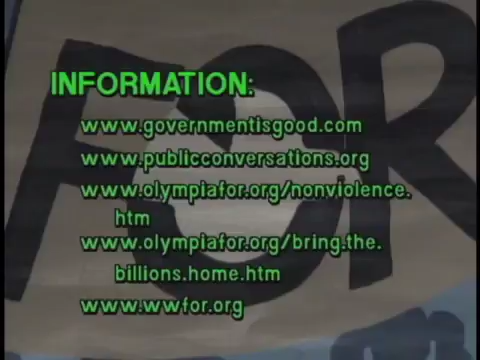 INFORMATION:
www.governmentisgood.com
www.publicconversations.org
www.olympiafor.org/nonviolence.
htm
www.olympiafor.org/bring.the.
billions.home.htm
www.wwfor.org
FOR